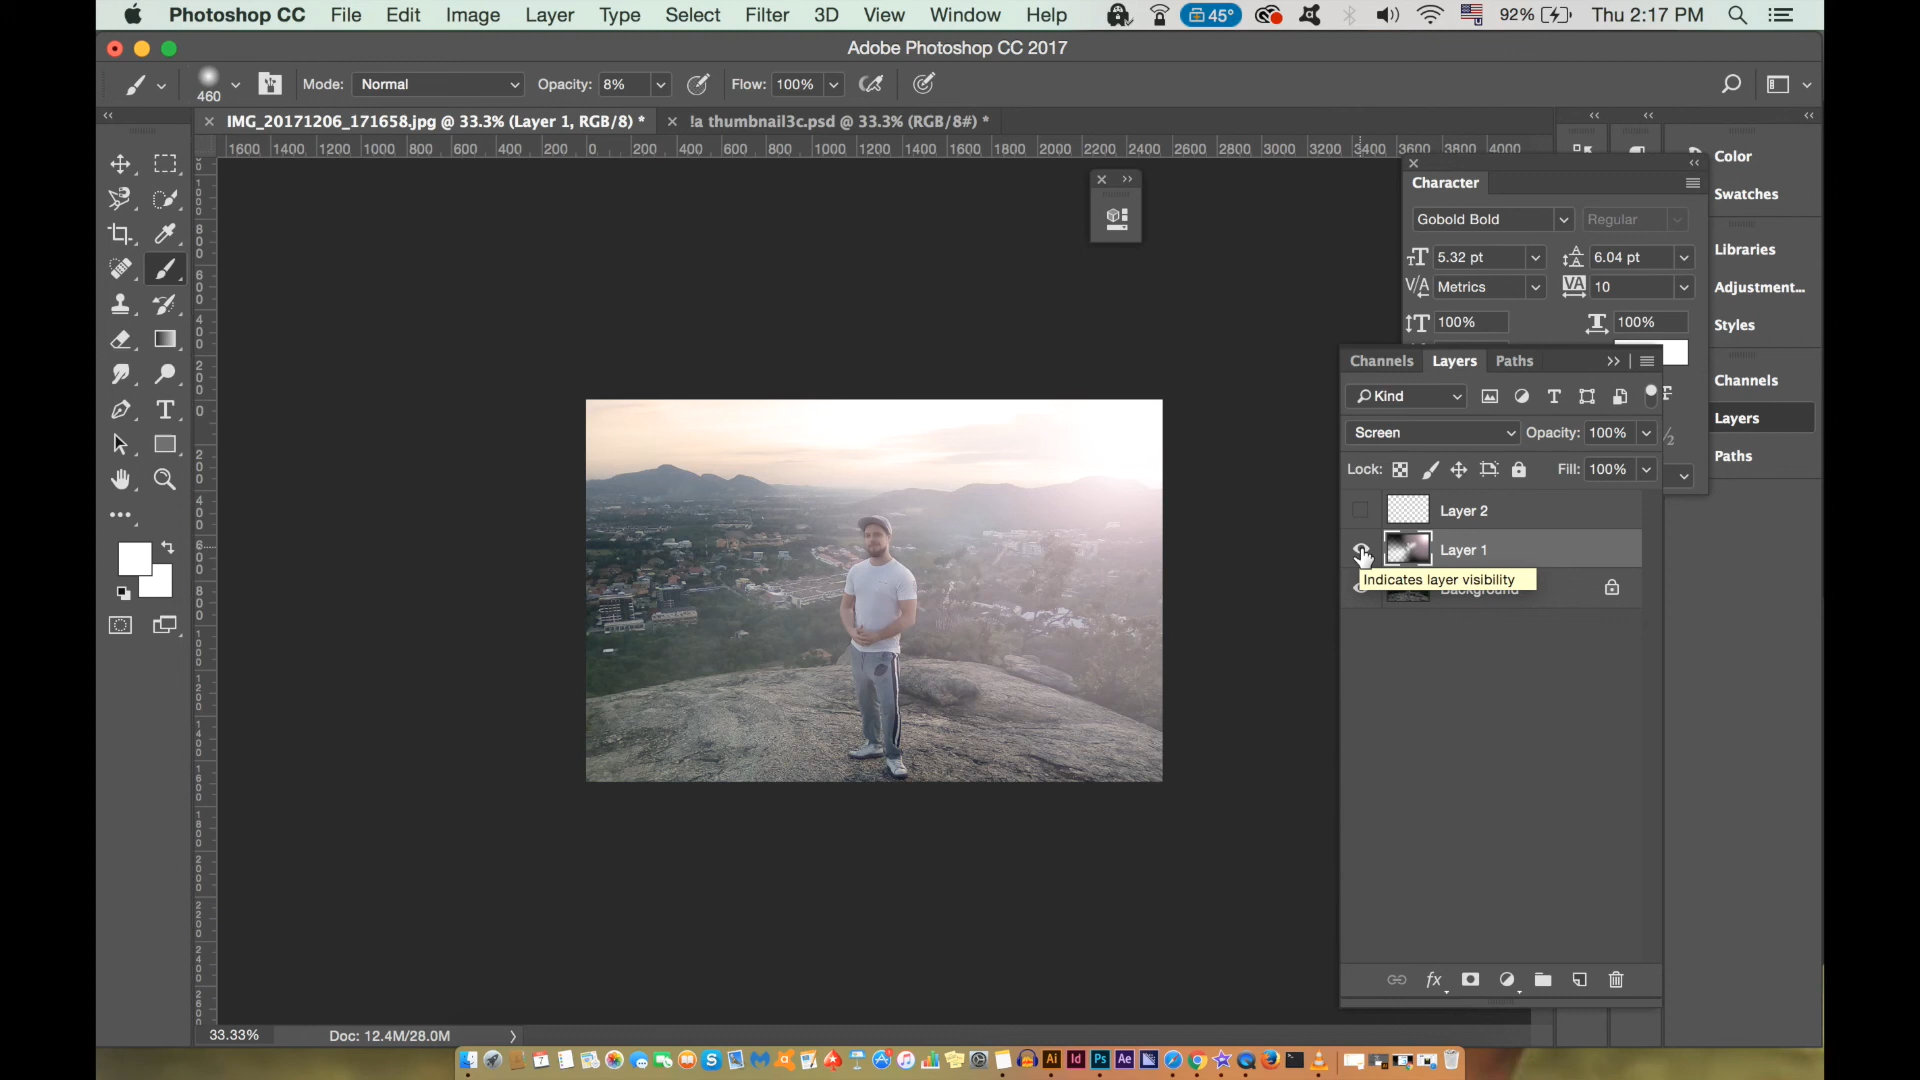 Photoshop CC File Edit Image Layer Type Select Filter 3D View Window Help 45° 92% Thu 2:17 PM
Adobe Photoshop CC 2017
460 Mode: Normal Opacity: 8% Flow: 100%
IMG_20171206_171658.jpg @ 33.3% (Layer 1, RGB/8) * !a thumbnail3c.psd @ 33.3% (RGB/8#) *
1600 1400 1200 1000 800 600 400 200 0 200 400 600 800 1000 1200 1400 1600 1800 2000 2200 2400 2600 2800 3000 3200 3400 3600 3800 4000
Color
Character
Swatches
Gobold Bold Regular
Libraries
5.32 pt 6.04 pt
Metrics 10
Adjustment...
100% 100%
Styles
Channels Layers Paths
Channels
Kind
Layers
Screen Opacity: 100%
Paths
Lock: Fill: 100%
Layer 2
Layer 1
Indicates layer visibility
Background
fx
33.33% Doc: 12.4M/28.0M
Ai Id Ps Ae